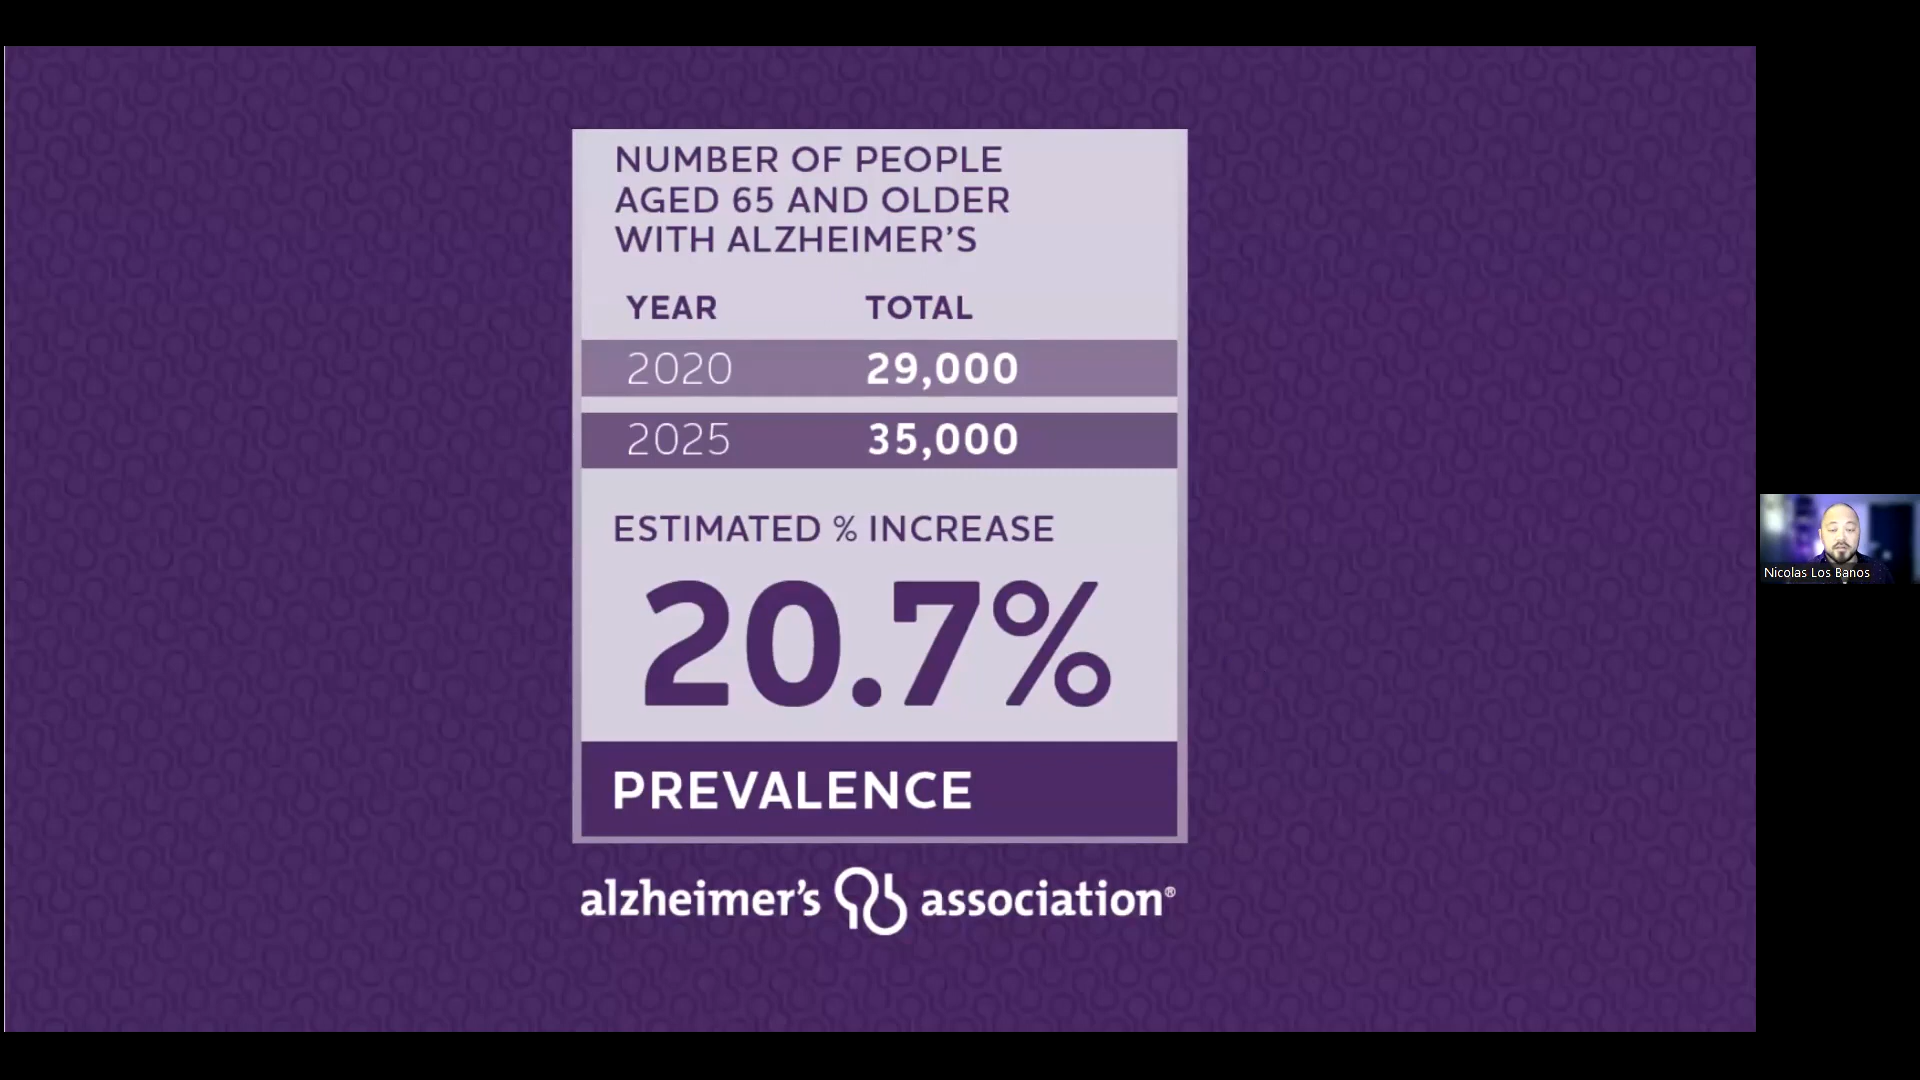 NUMBER OF PEOPLE
AGED 65 AND OLDER
WITH ALZHEIMER'S
YEAR TOTAL
2020 29,000
2025 35,000
ESTIMATED % INCREASE
20.7%
PREVALENCE
alzheimer's association®
Nicolas Los Banos